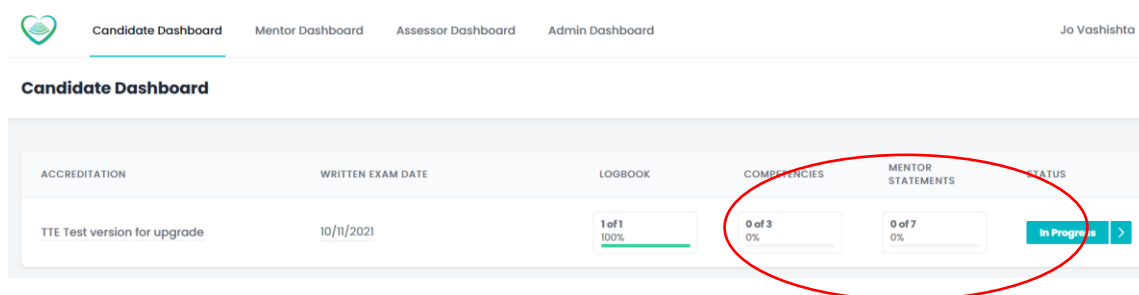 Candidate Dashboard Mentor Dashboard Assessor Dashboard Admin Dashboard Jo Vashishta
Candidate Dashboard
ACCREDITATION WRITTEN EXAM DATE LOGBOOK COMPETENCIES MENTOR STATEMENTS STATUS
TTE Test version for upgrade 10/11/2021 1 of 1 0 of 3 0 of 7 In Progress >
100% 0% 0%